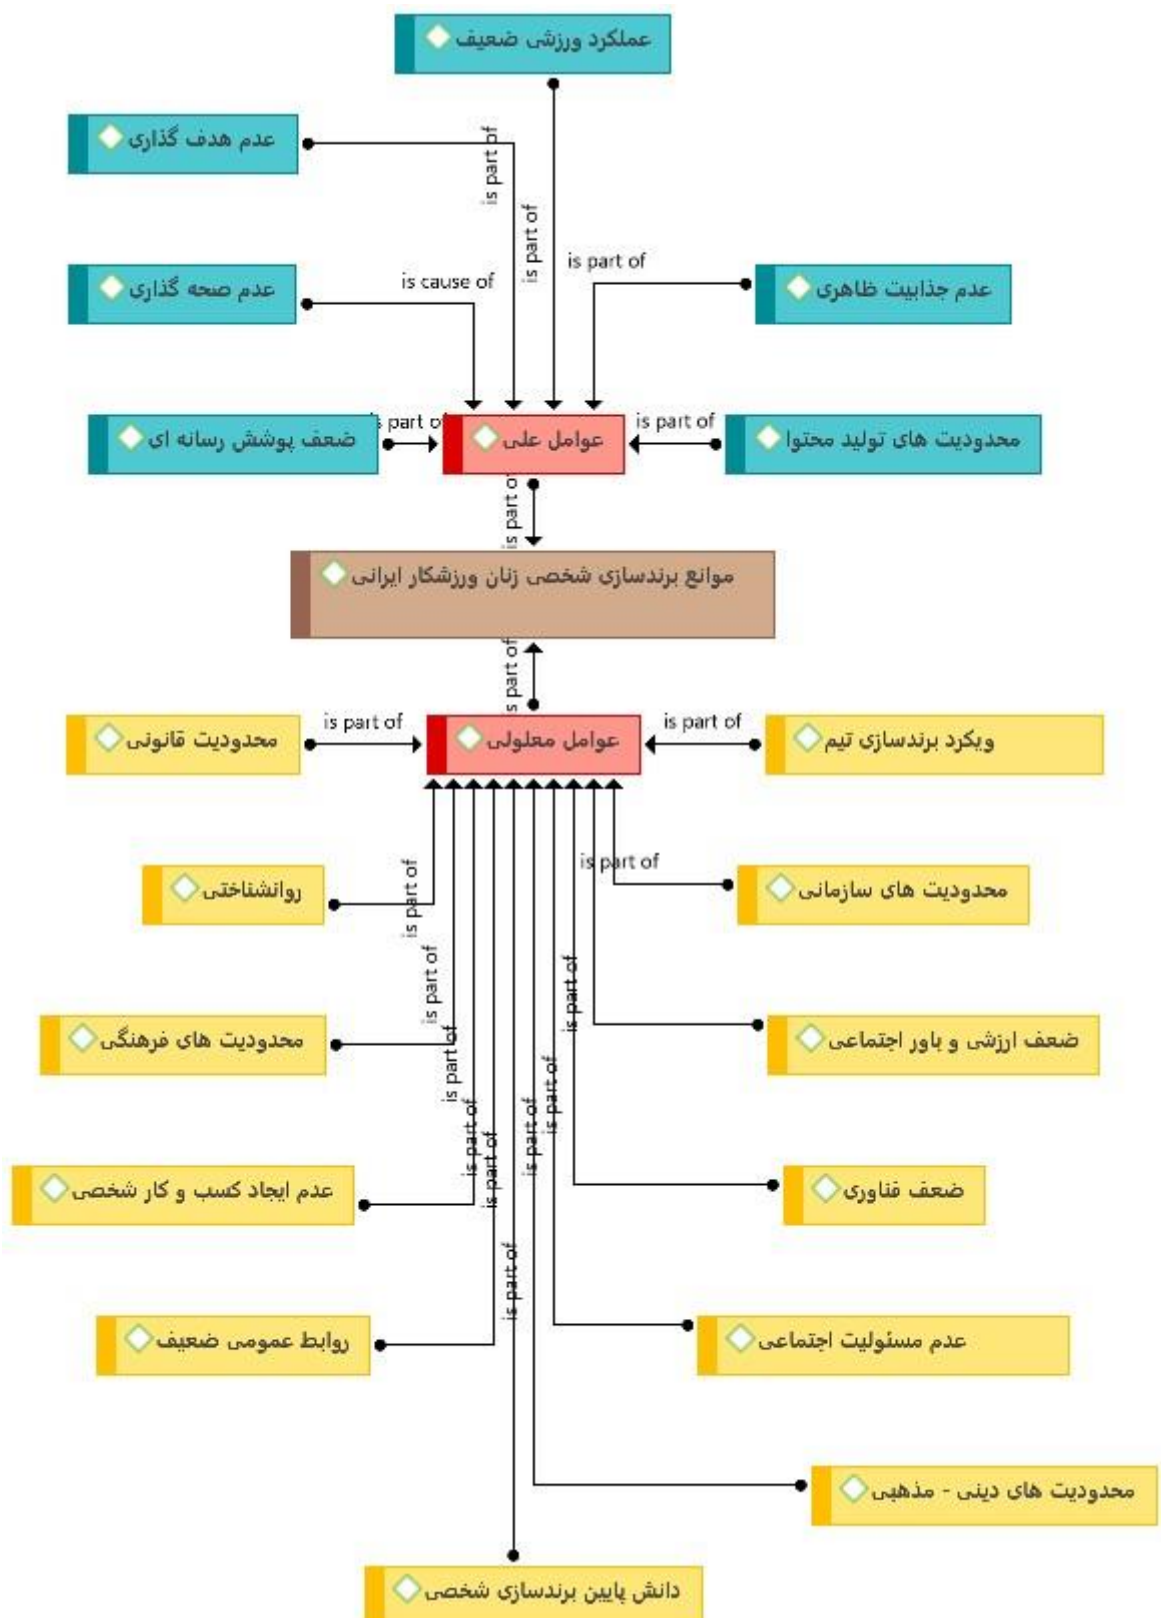 عملکرد ورزشی ضعیف
عدم هدف گذاری
is part of
is part of
عدم صحه گذاری
is cause of
is part of
عدم جذابیت ظاهری
ضعف پوشش رسانه ای
is part of
عوامل علی
is part of
محدودیت های تولید محتوا
is part of
موانع برندسازی شخصی زنان ورزشکار ایرانی
is part of
محدودیت قانونی
is part of
عوامل معلولی
is part of
ویکرد برندسازی تیم
روانشناختی
is part of
is part of
محدودیت های سازمانی
محدودیت های فرهنگی
is part of
is part of
is part of
ضعف ارزشی و باور اجتماعی
عدم ایجاد کسب و کار شخصی
is part of
is part of
is part of
is part of
ضعف فناوری
روابط عمومی ضعیف
is part of
عدم مسئولیت اجتماعی
محدودیت های دینی - مذهبی
دانش پایین برندسازی شخصی